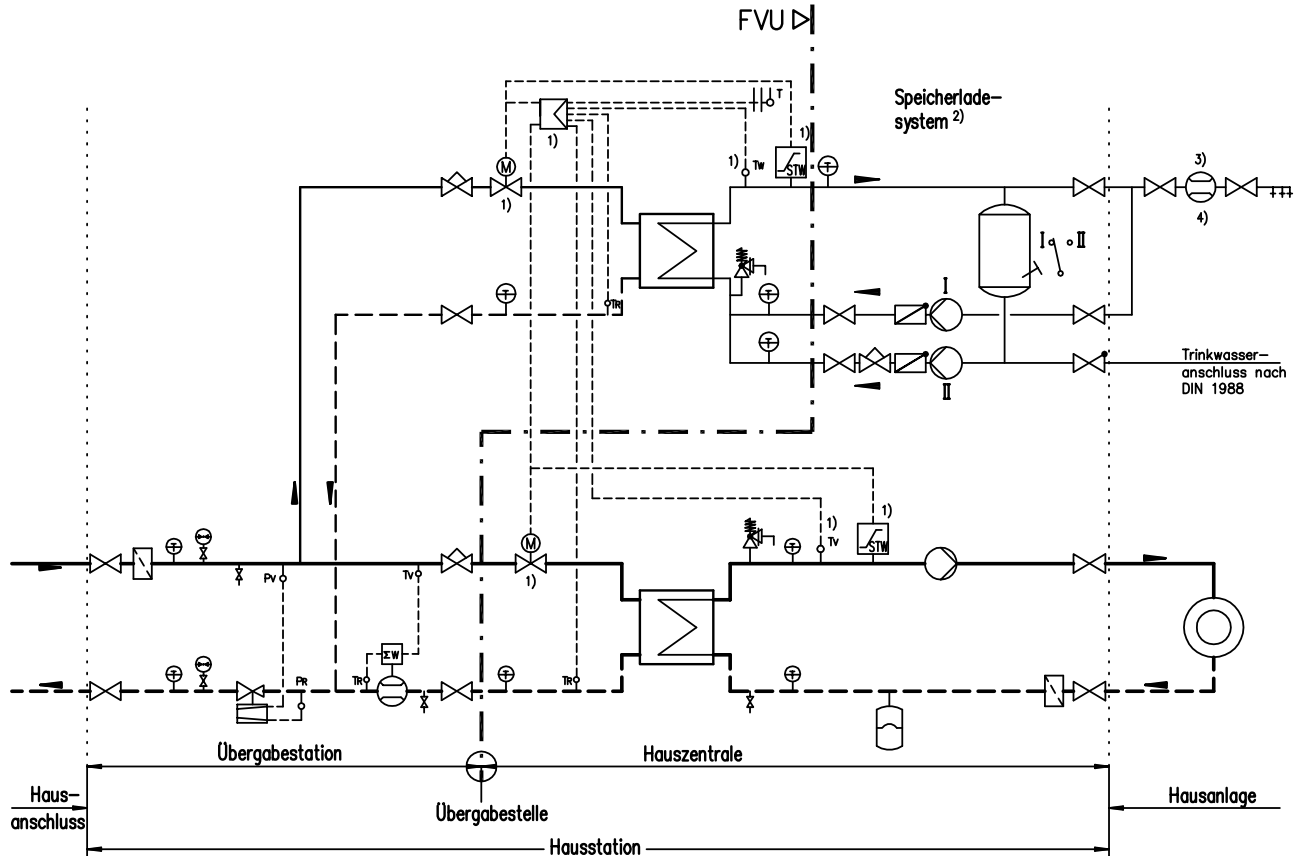 FVU
Speicherlade-
system 2)
T
1)
1)
M
1)
1)
Tw
STW
T
3)
4)
I
II
T
TR
T
I
T
II
Trinkwasser-
anschluss nach
DIN 1988
M
1)
1)
Tv
1)
STW
T
T
Pv
Tv
ΣW
T
PR
TR
T
TR
T
Übergabestation
Hauszentrale
Haus-
anschluss
Übergabestelle
Hausanlage
Hausstation